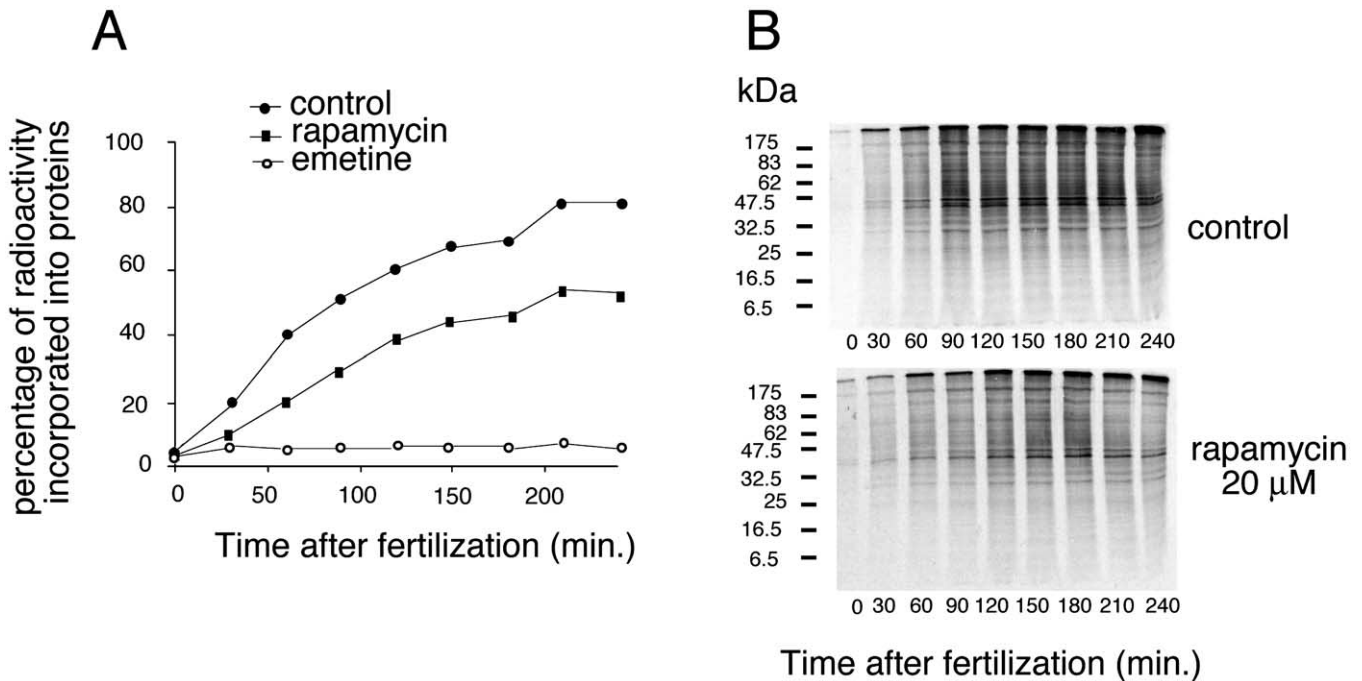 A
control
rapamycin
emetine
percentage of radioactivity
incorporated into proteins
100
80
60
40
20
0
0 50 100 150 200
Time after fertilization (min.)
B
kDa
175
83
62
47.5
32.5
25
16.5
6.5
control
0 30 60 90 120 150 180 210 240
175
83
62
47.5
32.5
25
16.5
6.5
rapamycin
20 µM
0 30 60 90 120 150 180 210 240
Time after fertilization (min.)